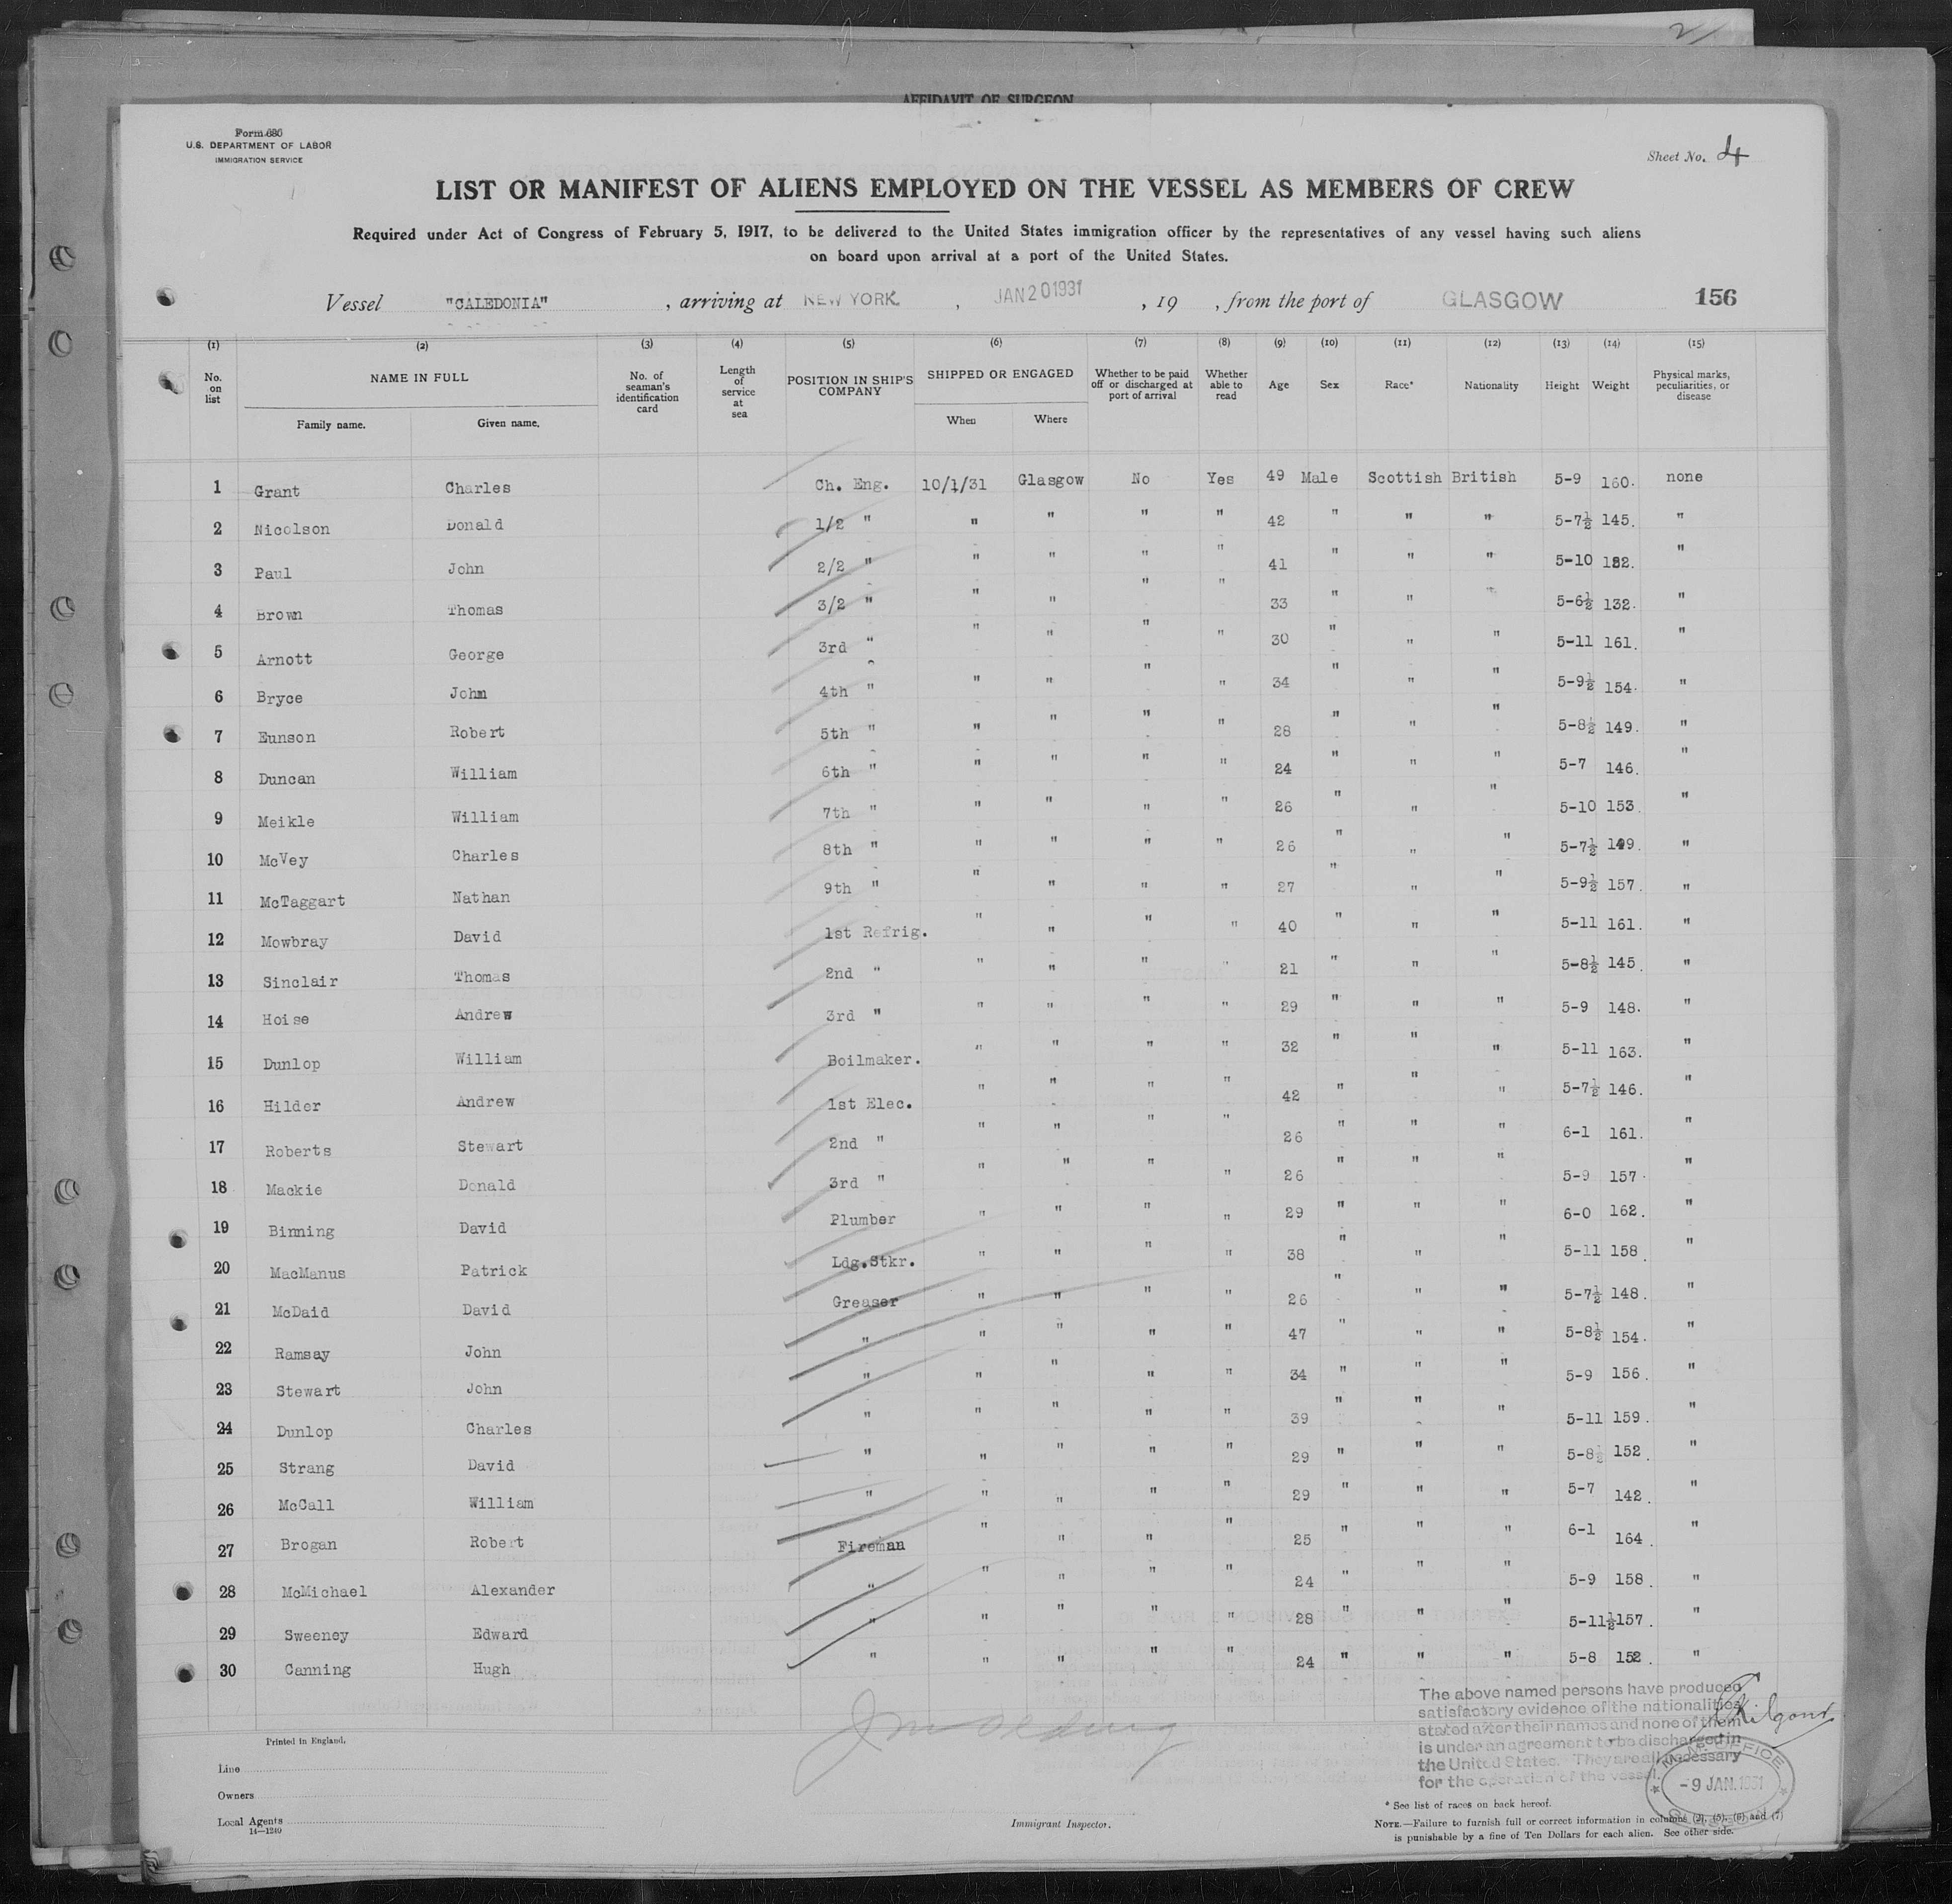 AFFIDAVIT OF SURGEON
Form 686
U.S. DEPARTMENT OF LABOR
IMMIGRATION SERVICE
Sheet No. 4
LIST OR MANIFEST OF ALIENS EMPLOYED ON THE VESSEL AS MEMBERS OF CREW
Required under Act of Congress of February 5, 1917, to be delivered to the United States immigration officer by the representatives of any vessel having such aliens
on board upon arrival at a port of the United States.
Vessel "CALEDONIA" , arriving at NEW YORK , JAN 20 1931 , 19 , from the port of GLASGOW 156
(1) (2) (3) (4) (5) (6) (7) (8) (9) (10) (11) (12) (13) (14) (15)
No. on list NAME IN FULL Family name. Given name. No. of seaman's identification card Length of service at sea POSITION IN SHIP'S COMPANY SHIPPED OR ENGAGED When Where Whether to be paid off or discharged at port of arrival Whether able to read Age Sex Race* Nationality Height Weight Physical marks, peculiarities, or disease
1 Grant Charles Ch. Eng. 10/1/31 Glasgow No Yes 49 Male Scottish British 5-9 160. none
2 Nicolson Donald 1/2 " " " " " 42 " " " 5-7½ 145. "
3 Paul John 2/2 " " " " " 41 " " " 5-10 182. "
4 Brown Thomas 3/2 " " " " " 33 " " " 5-6½ 132. "
5 Arnott George 3rd " " " " " 30 " " " 5-11 161. "
6 Bryce John 4th " " " " " 34 " " " 5-9½ 154. "
7 Eunson Robert 5th " " " " " 28 " " " 5-8½ 149. "
8 Duncan William 6th " " " " " 24 " " " 5-7 146. "
9 Meikle William 7th " " " " " 26 " " " 5-10 153. "
10 McVey Charles 8th " " " " " 26 " " " 5-7½ 149. "
11 McTaggart Nathan 9th " " " " " 27 " " " 5-9½ 157. "
12 Mowbray David 1st Refrig. " " " " 40 " " " 5-11 161. "
13 Sinclair Thomas 2nd " " " " " 21 " " " 5-8½ 145. "
14 Hoise Andrew 3rd " " " " " 29 " " " 5-9 148. "
15 Dunlop William Boilmaker. " " " " 32 " " " 5-11 163. "
16 Hilder Andrew 1st Elec. " " " " 42 " " " 5-7½ 146. "
17 Roberts Stewart 2nd " " " " " 26 " " " 6-1 161. "
18 Mackie Donald 3rd " " " " " 26 " " " 5-9 157. "
19 Binning David Plumber " " " " 29 " " " 6-0 162. "
20 MacManus Patrick Ldg.Stkr. " " " " 38 " " " 5-11 158. "
21 McDaid David Greaser " " " " 26 " " " 5-7½ 148. "
22 Ramsay John " " " " " 47 " " " 5-8½ 154. "
23 Stewart John " " " " " 34 " " " 5-9 156. "
24 Dunlop Charles " " " " " 39 " " " 5-11 159. "
25 Strang David " " " " " 29 " " " 5-8½ 152. "
26 McCall William " " " " " 29 " " " 5-7 142. "
27 Brogan Robert Fireman " " " " 25 " " " 6-1 164. "
28 McMichael Alexander " " " " " 24 " " " 5-9 158. "
29 Sweeney Edward " " " " " 28 " " " 5-11½ 157. "
30 Canning Hugh " " " " " 24 " " " 5-8 152. "
The above named persons have produced
satisfactory evidence of the nationalities
stated after their names and none of them
is under an agreement to be discharged in
the United States. They are all necessary
for the operation of the vessel.
Kilgour
M.M. OFFICE
-9 JAN. 1931
Printed in England.
Line
Owners
Local Agents
14—1240
Immigrant Inspector.
* See list of races on back hereof.
NOTE.—Failure to furnish full or correct information in columns (2), (5), (6) and (7)
is punishable by a fine of Ten Dollars for each alien. See other side.